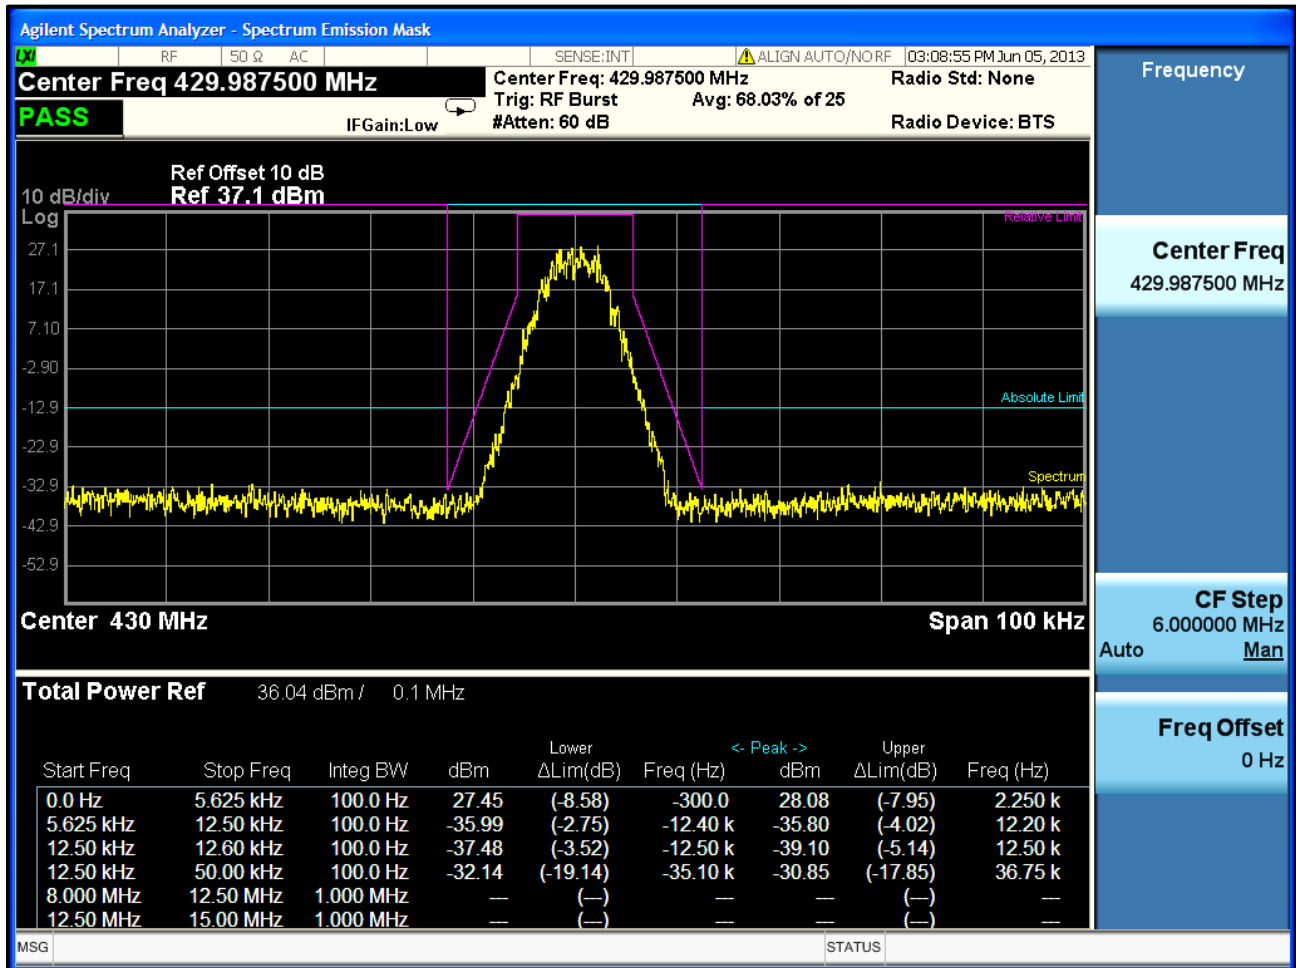 Agilent Spectrum Analyzer - Spectrum Emission Mask
LXI RF 50 Ω AC SENSE:INT ALIGN AUTO/NO RF 03:08:55 PM Jun 05, 2013
Center Freq 429.987500 MHz
PASS
IFGain:Low
Center Freq: 429.987500 MHz
Trig: RF Burst Avg: 68.03% of 25
#Atten: 60 dB
Radio Std: None
Radio Device: BTS
Ref Offset 10 dB
10 dB/div Ref 37.1 dBm
Log
Relative Limit
27.1
17.1
7.10
-2.90
Absolute Limit
-12.9
-22.9
Spectrum
-32.9
-42.9
-52.9
Center 430 MHz Span 100 kHz
Total Power Ref 36.04 dBm / 0.1 MHz
Lower <- Peak -> Upper
Start Freq Stop Freq Integ BW dBm ΔLim(dB) Freq (Hz) dBm ΔLim(dB) Freq (Hz)
0.0 Hz 5.625 kHz 100.0 Hz 27.45 (-8.58) -300.0 28.08 (-7.95) 2.250 k
5.625 kHz 12.50 kHz 100.0 Hz -35.99 (-2.75) -12.40 k -35.80 (-4.02) 12.20 k
12.50 kHz 12.60 kHz 100.0 Hz -37.48 (-3.52) -12.50 k -39.10 (-5.14) 12.50 k
12.50 kHz 50.00 kHz 100.0 Hz -32.14 (-19.14) -35.10 k -30.85 (-17.85) 36.75 k
8.000 MHz 12.50 MHz 1.000 MHz --- (---) --- --- (---) ---
12.50 MHz 15.00 MHz 1.000 MHz --- (---) --- --- (---) ---
MSG STATUS
Frequency
Center Freq
429.987500 MHz
CF Step
6.000000 MHz
Auto Man
Freq Offset
0 Hz